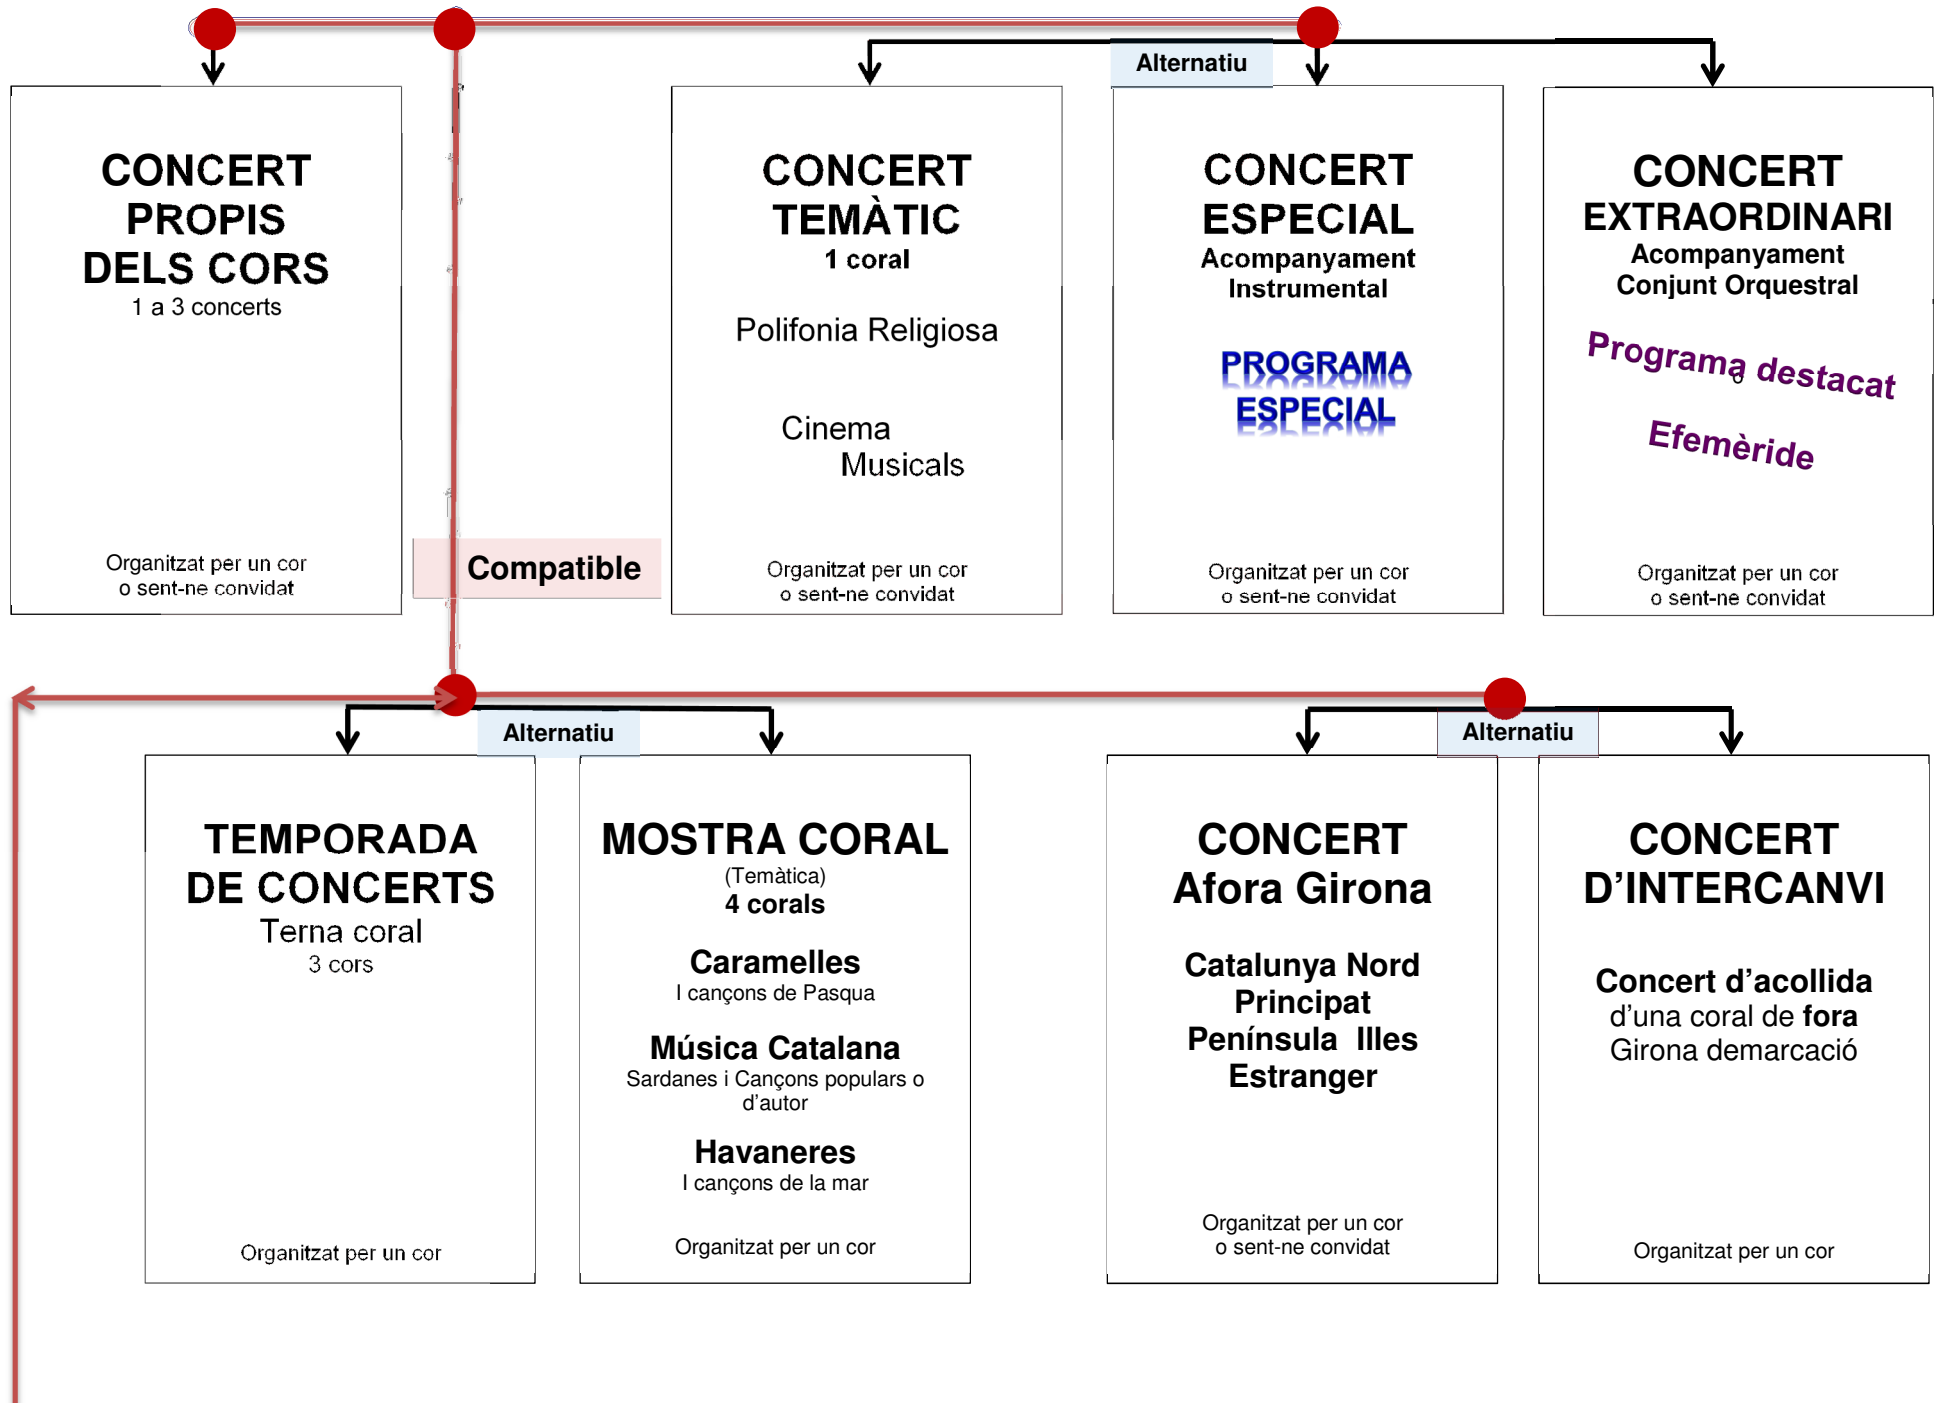 Alternatiu
CONCERT
PROPIS
DELS CORS
1 a 3 concerts
Organitzat per un cor
o sent-ne convidat
Compatible
CONCERT
TEMÀTIC
1 coral
Polifonia Religiosa
Cinema
Musicals
Organitzat per un cor
o sent-ne convidat
CONCERT
ESPECIAL
Acompanyament
Instrumental
PROGRAMA
ESPECIAL
Organitzat per un cor
o sent-ne convidat
CONCERT
EXTRAORDINARI
Acompanyament
Conjunt Orquestral
Programa destacat
o
Efemèride
Organitzat per un cor
o sent-ne convidat
Alternatiu
Alternatiu
TEMPORADA
DE CONCERTS
Terna coral
3 cors
Organitzat per un cor
MOSTRA CORAL
(Temàtica)
4 corals
Caramelles
I cançons de Pasqua
Música Catalana
Sardanes i Cançons populars o
d'autor
Havaneres
I cançons de la mar
Organitzat per un cor
CONCERT
Afora Girona
Catalunya Nord
Principat
Península Illes
Estranger
Organitzat per un cor
o sent-ne convidat
CONCERT
D'INTERCANVI
Concert d'acollida
d'una coral de fora
Girona demarcació
Organitzat per un cor